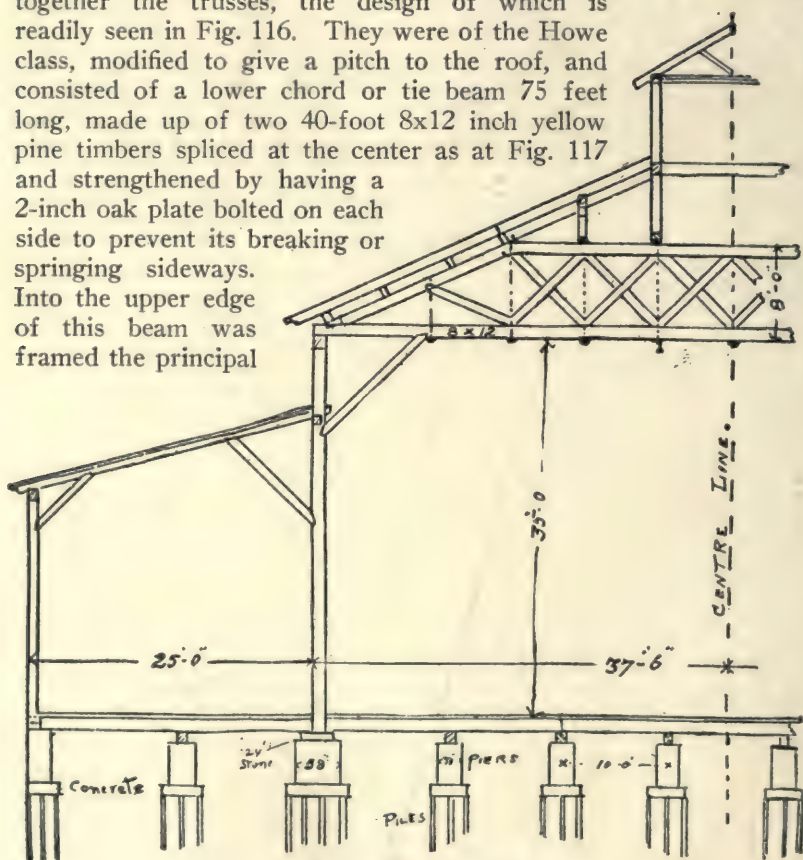 together the trusses, the design of which is
readily seen in Fig. 116. They were of the Howe
class, modified to give a pitch to the roof, and
consisted of a lower chord or tie beam 75 feet
long, made up of two 40-foot 8x12 inch yellow
pine timbers spliced at the center as at Fig. 117
and strengthened by having a
2-inch oak plate bolted on each
side to prevent its breaking or
springing sideways.
Into the upper edge
of this beam was
framed the principal
8'-0"
8 x 12
35'-0
CENTRE LINE.
25'-0"
37'-6"
24"
Stone
58"
PIERS
10-0"
Concrete
PILES